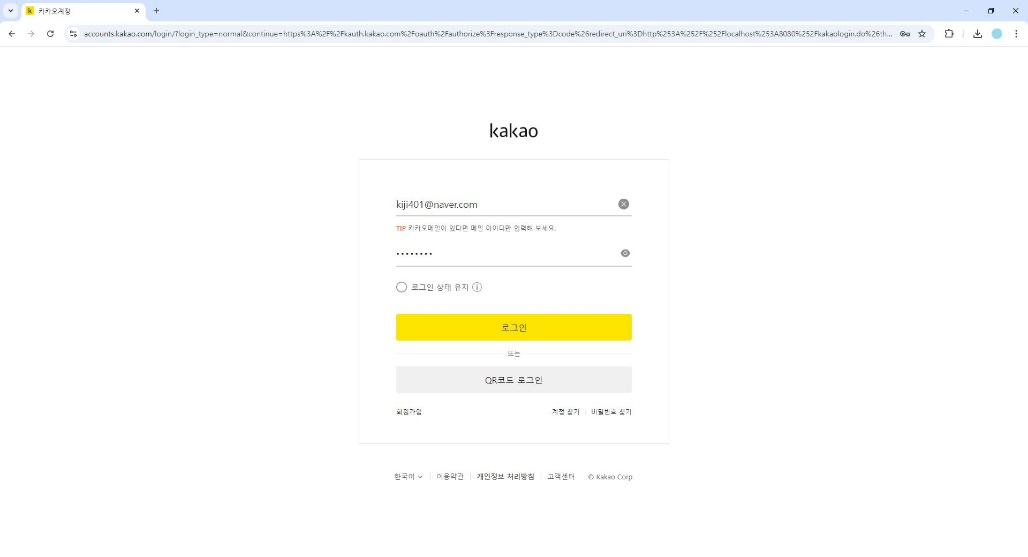 카카오계정
accounts.kakao.com/login/?login_type=normal&continue=https%3A%2F%2Fkauth.kakao.com%2Foauth%2Fauthorize%3Fresponse_type%3Dcode%26redirect_uri%3Dhttp%253A%252F%252Flocalhost%253A8080%252Fkakaologin.do%26th...
kakao
kiji401@naver.com
TIP 카카오메일이 있다면 메일 아이디만 입력해 보세요.
로그인 상태 유지
로그인
또는
QR코드 로그인
회원가입 계정 찾기 비밀번호 찾기
한국어 이용약관 개인정보 처리방침 고객센터 © Kakao Corp.